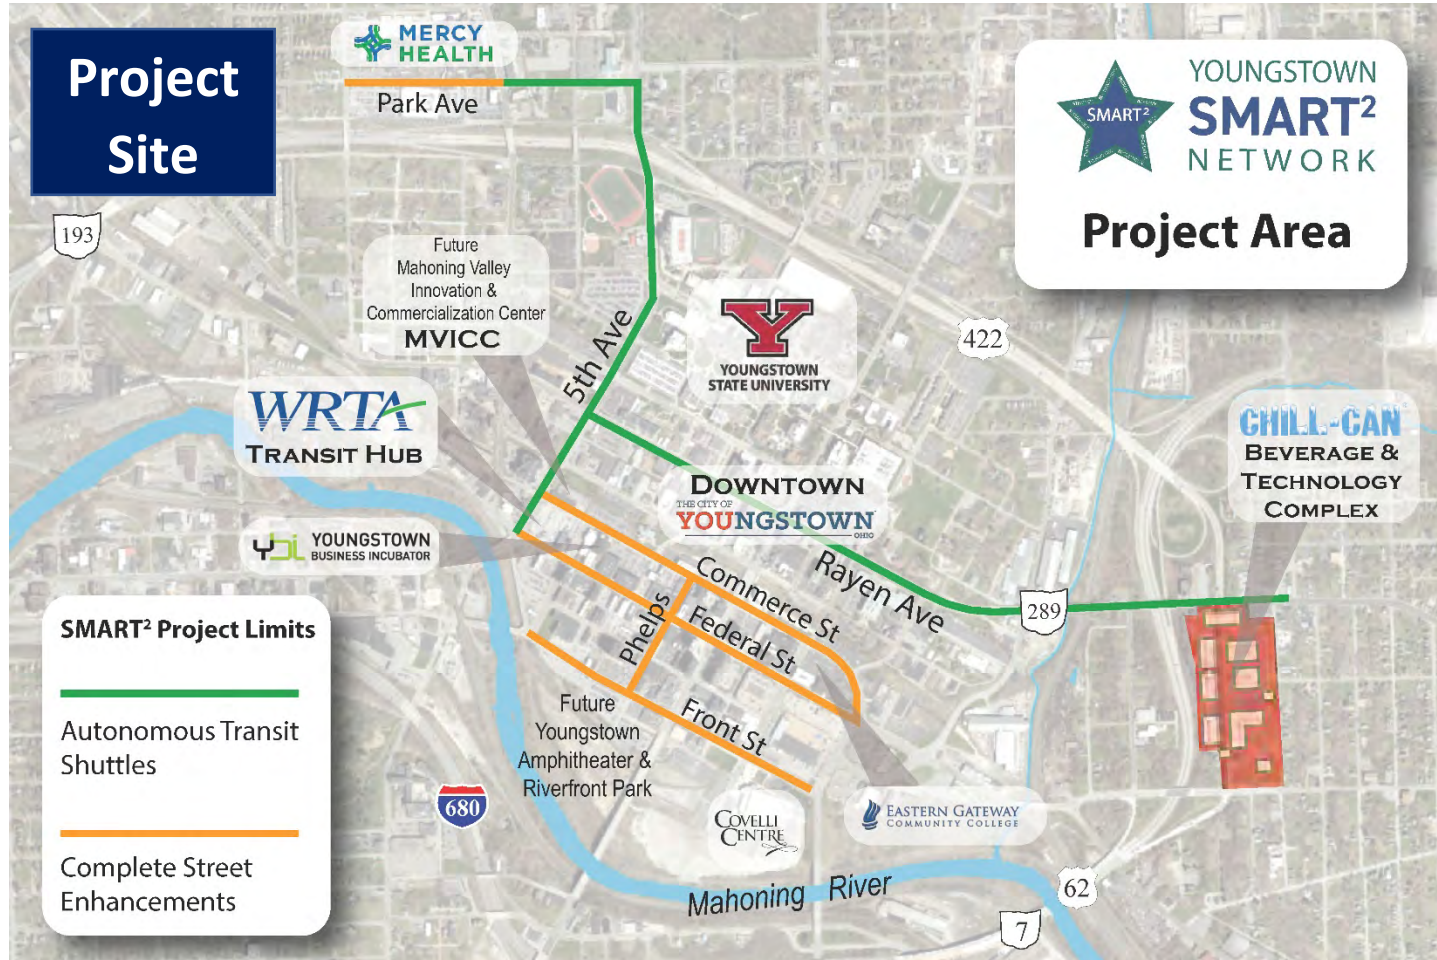 Project
Site
MERCY
HEALTH
Park Ave
SMART²
YOUNGSTOWN
SMART²
NETWORK
Project Area
193
Future
Mahoning Valley
Innovation &
Commercialization Center
MVICC
5th Ave
Y
YOUNGSTOWN
STATE UNIVERSITY
422
WRTA
TRANSIT HUB
CHILL-CAN
BEVERAGE &
TECHNOLOGY
COMPLEX
DOWNTOWN
THE CITY OF
YOUNGSTOWN
OHIO
ybi
YOUNGSTOWN
BUSINESS INCUBATOR
Commerce St
Rayen Ave
289
Phelps
Federal St
Front St
SMART² Project Limits
Autonomous Transit
Shuttles
Complete Street
Enhancements
Future
Youngstown
Amphitheater &
Riverfront Park
680
COVELLI
CENTRE
EASTERN GATEWAY
COMMUNITY COLLEGE
Mahoning River
62
7